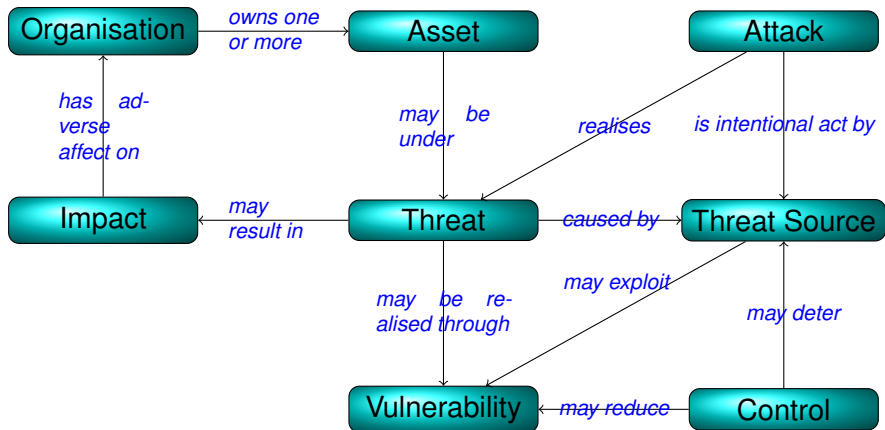 Organisation
owns one
or more
Asset
Attack
has ad-
verse
affect on
may be
under
realises
is intentional act by
Impact
may
result in
Threat
caused by
Threat Source
may be re-
alised through
may exploit
may deter
Vulnerability
may reduce
Control